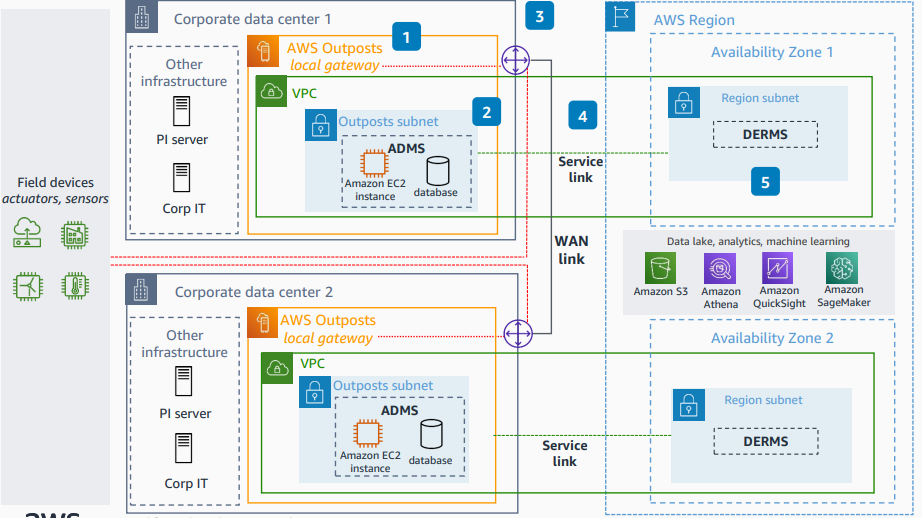 Corporate data center 1
3
AWS Region
1
AWS Outposts
local gateway
Availability Zone 1
Other
infrastructure
VPC
Region subnet
2
4
Outposts subnet
DERMS
PI server
ADMS
Amazon EC2
instance
database
Service
link
5
Field devices
actuators, sensors
Corp IT
WAN
link
Data lake, analytics, machine learning
Amazon S3
Amazon
Athena
Amazon
QuickSight
Amazon
SageMaker
Corporate data center 2
AWS Outposts
local gateway
Availability Zone 2
Other
infrastructure
VPC
Outposts subnet
Region subnet
PI server
ADMS
Amazon EC2
instance
database
DERMS
Service
link
Corp IT
aws